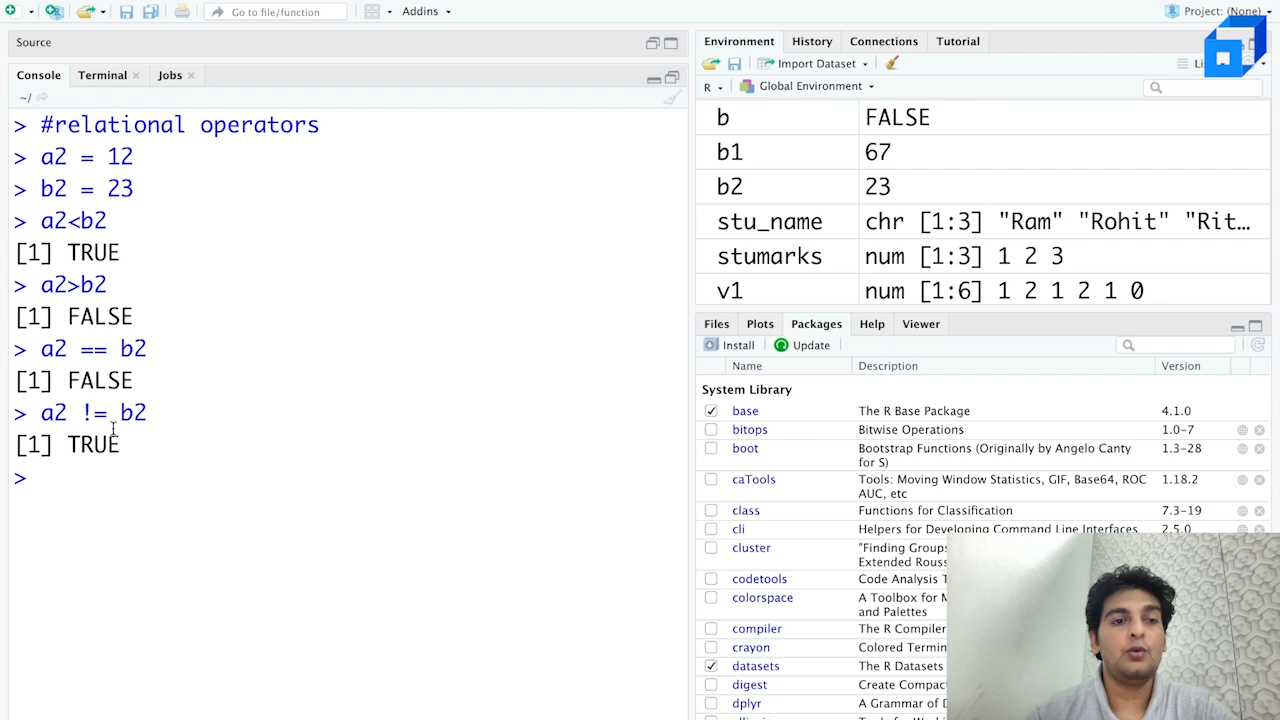 Go to file/function
Addins
Project: (None)
Source
Console
Terminal
Jobs
~/
> #relational operators
> a2 = 12
> b2 = 23
> a2<b2
[1] TRUE
> a2>b2
[1] FALSE
> a2 == b2
[1] FALSE
> a2 != b2
[1] TRUE
>
Environment
History
Connections
Tutorial
Import Dataset
R
Global Environment
b FALSE
b1 67
b2 23
stu_name chr [1:3] "Ram" "Rohit" "Rit…
stumarks num [1:3] 1 2 3
v1 num [1:6] 1 2 1 2 1 0
Files
Plots
Packages
Help
Viewer
Install
Update
Name Description Version
System Library
base The R Base Package 4.1.0
bitops Bitwise Operations 1.0-7
boot Bootstrap Functions (Originally by Angelo Canty 1.3-28
for S)
caTools Tools: Moving Window Statistics, GIF, Base64, ROC 1.18.2
AUC, etc
class Functions for Classification 7.3-19
cli Helpers for Developing Command Line Interfaces 2.5.0
cluster "Finding Groups
Extended Rouss
codetools Code Analysis T
colorspace A Toolbox for M
and Palettes
compiler The R Compiler
crayon Colored Termin
datasets The R Datasets
digest Create Compac
dplyr A Grammar of D